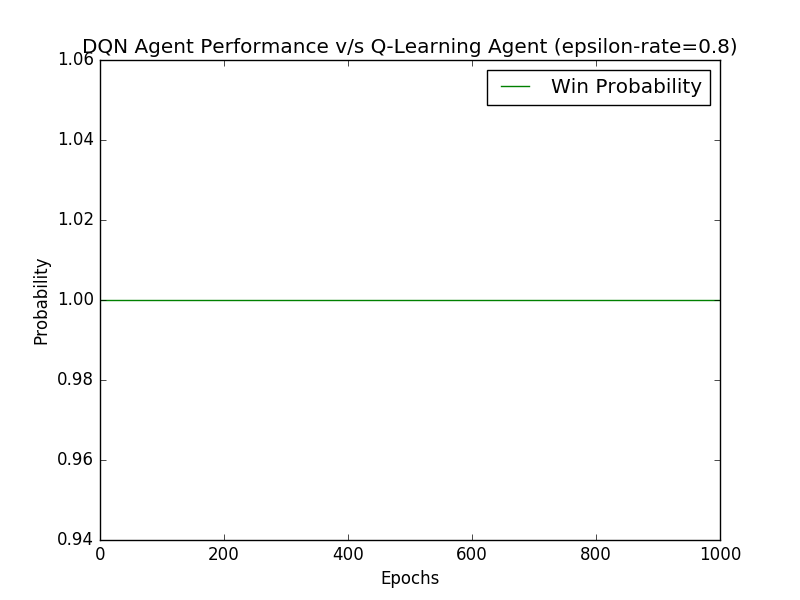 DQN Agent Performance v/s Q-Learning Agent (epsilon-rate=0.8)
Win Probability
1.06
1.04
1.02
1.00
0.98
0.96
0.94
Probability
0 200 400 600 800 1000
Epochs